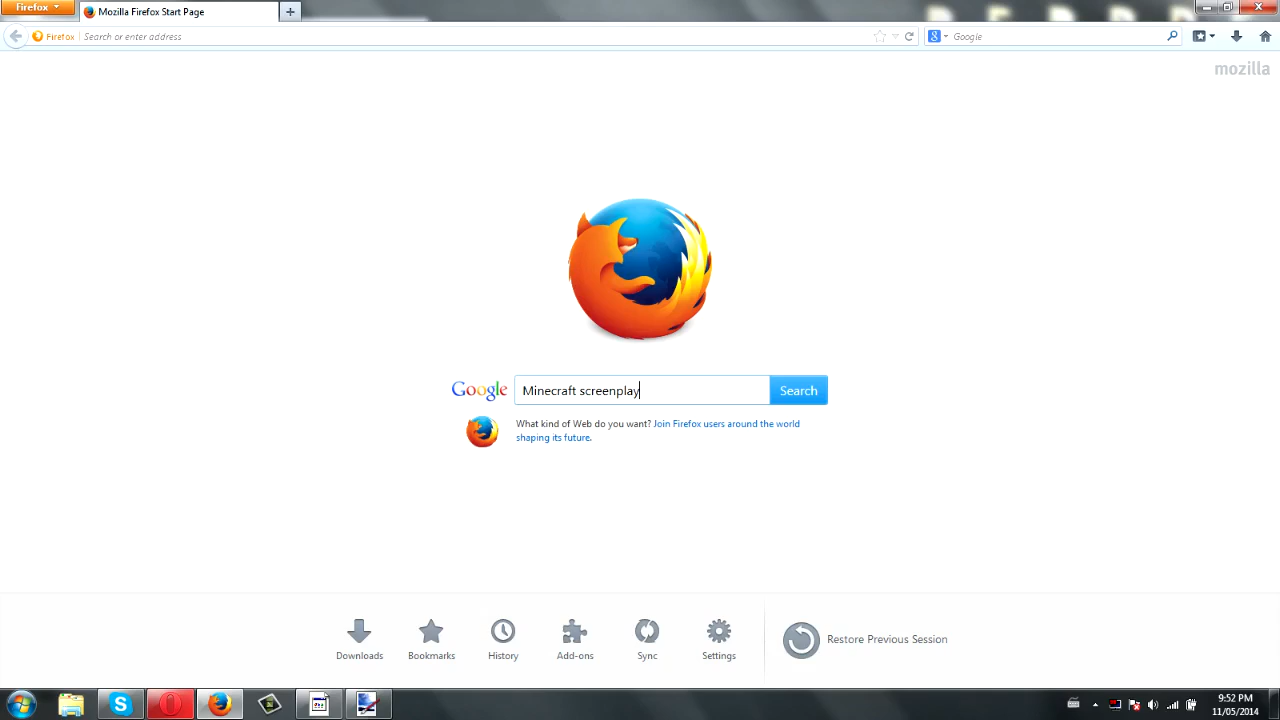 Firefox
Mozilla Firefox Start Page
Firefox
Search or enter address
Google
mozilla
Google
Minecraft screenplay
Search
What kind of Web do you want? Join Firefox users around the world
shaping its future.
Downloads
Bookmarks
History
Add-ons
Sync
Settings
Restore Previous Session
9:52 PM
11/05/2014